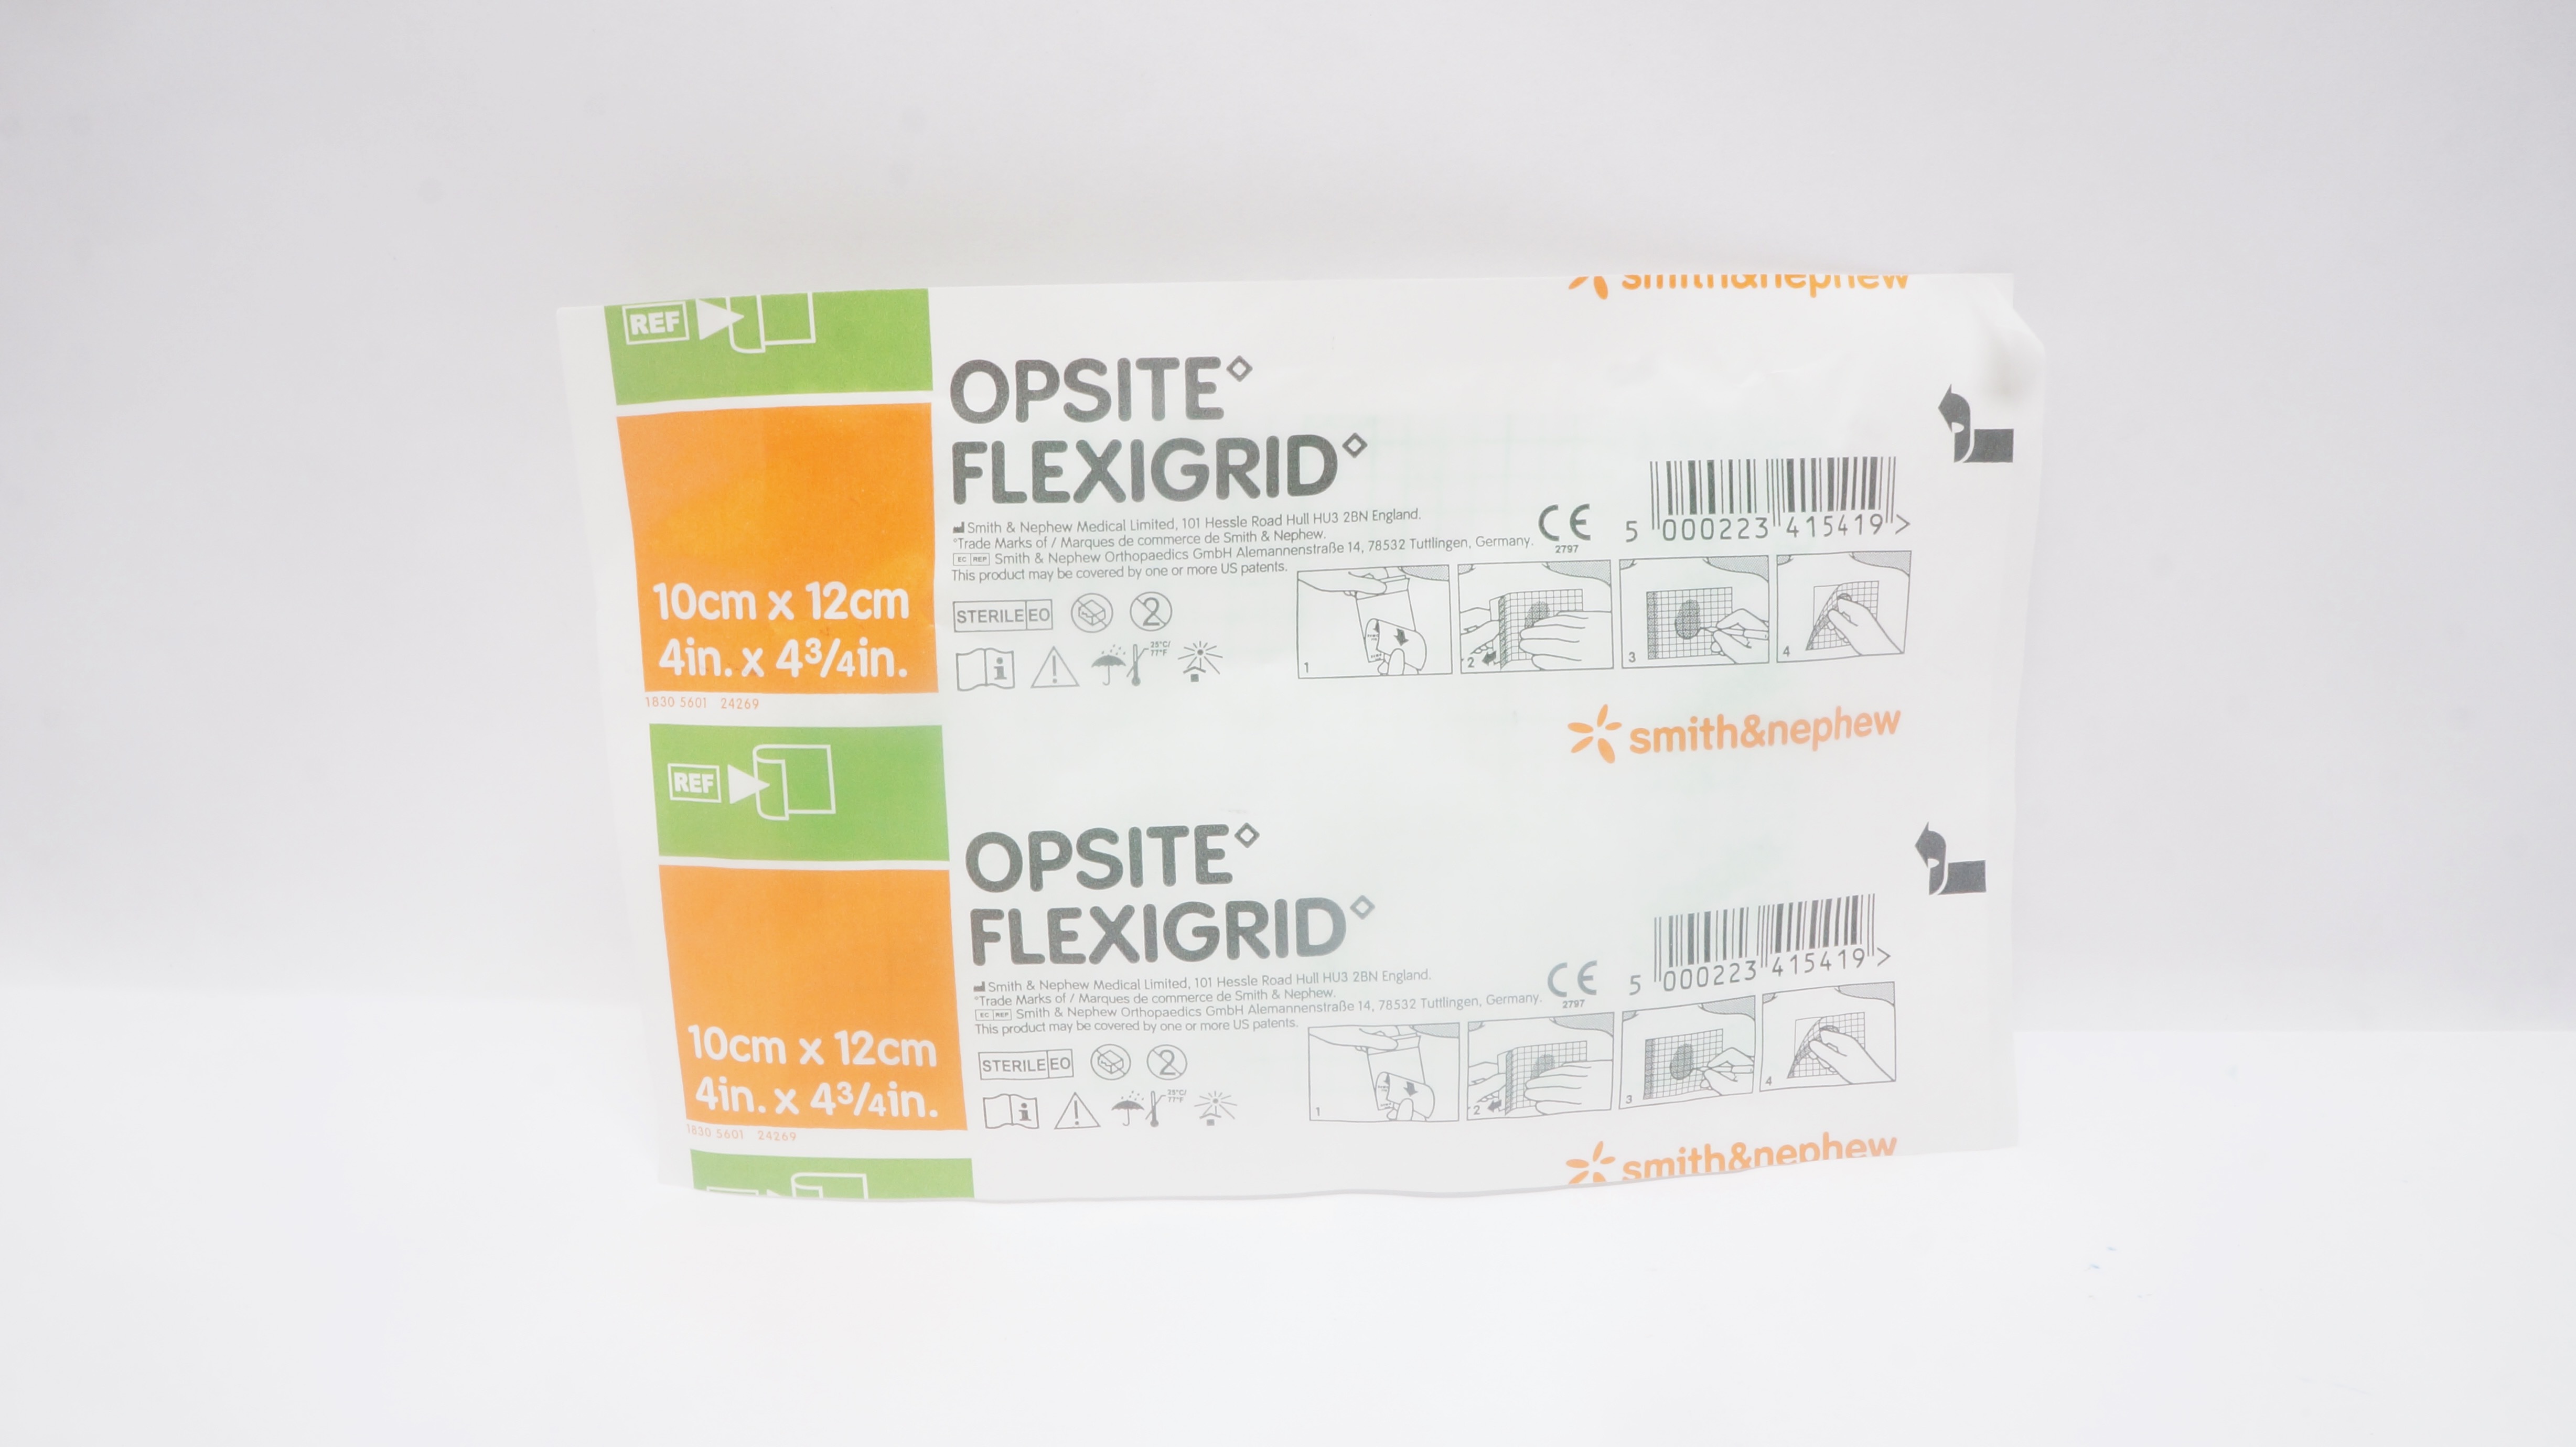 smith&nephew
REF
OPSITE◇
FLEXIGRID◇
Smith & Nephew Medical Limited, 101 Hessle Road Hull HU3 2BN England.
*Trade Marks of / Marques de commerce de Smith & Nephew.
EC REP Smith & Nephew Orthopaedics GmbH Alemannenstraße 14, 78532 Tuttlingen, Germany.
This product may be covered by one or more US patents.
CE
2797
5 000223 415419 >
10cm x 12cm
4in. x 4¾in.
STERILE EO
2
25°C/
77°F
1
2
3
4
1830 5601 24269
smith&nephew
REF
OPSITE◇
FLEXIGRID◇
Smith & Nephew Medical Limited, 101 Hessle Road Hull HU3 2BN England.
*Trade Marks of / Marques de commerce de Smith & Nephew.
EC REP Smith & Nephew Orthopaedics GmbH Alemannenstraße 14, 78532 Tuttlingen, Germany.
This product may be covered by one or more US patents.
CE
2797
5 000223 415419 >
10cm x 12cm
4in. x 4¾in.
STERILE EO
2
25°C/
77°F
1
2
3
4
1830 5601 24269
smith&nephew